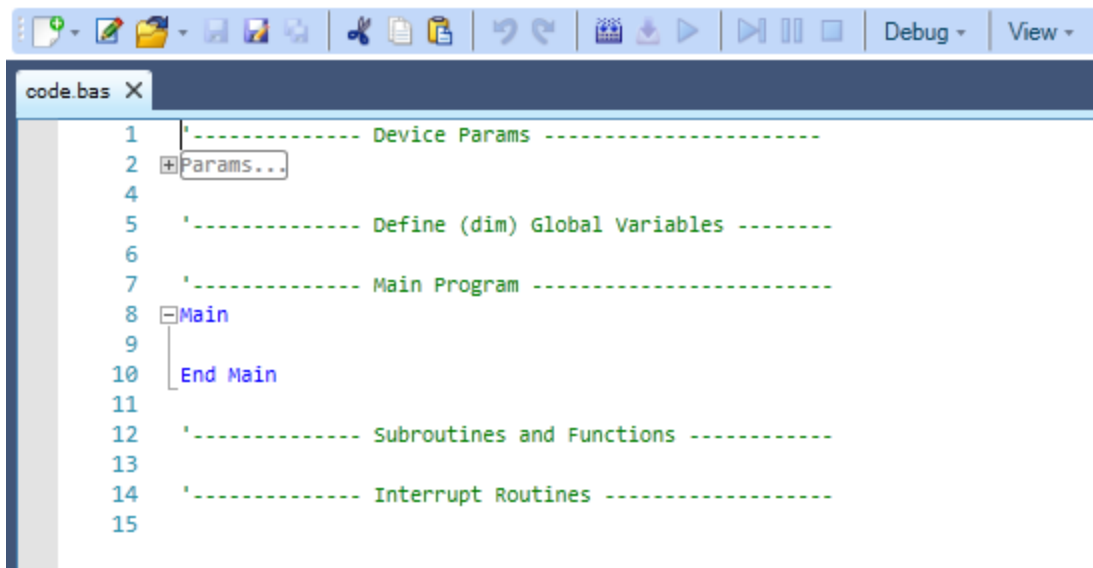 Debug View
code.bas
1 '-------------- Device Params -----------------------
2 Params...
4
5 '-------------- Define (dim) Global Variables --------
6
7 '-------------- Main Program -------------------------
8 Main
9
10 End Main
11
12 '-------------- Subroutines and Functions ------------
13
14 '-------------- Interrupt Routines -------------------
15